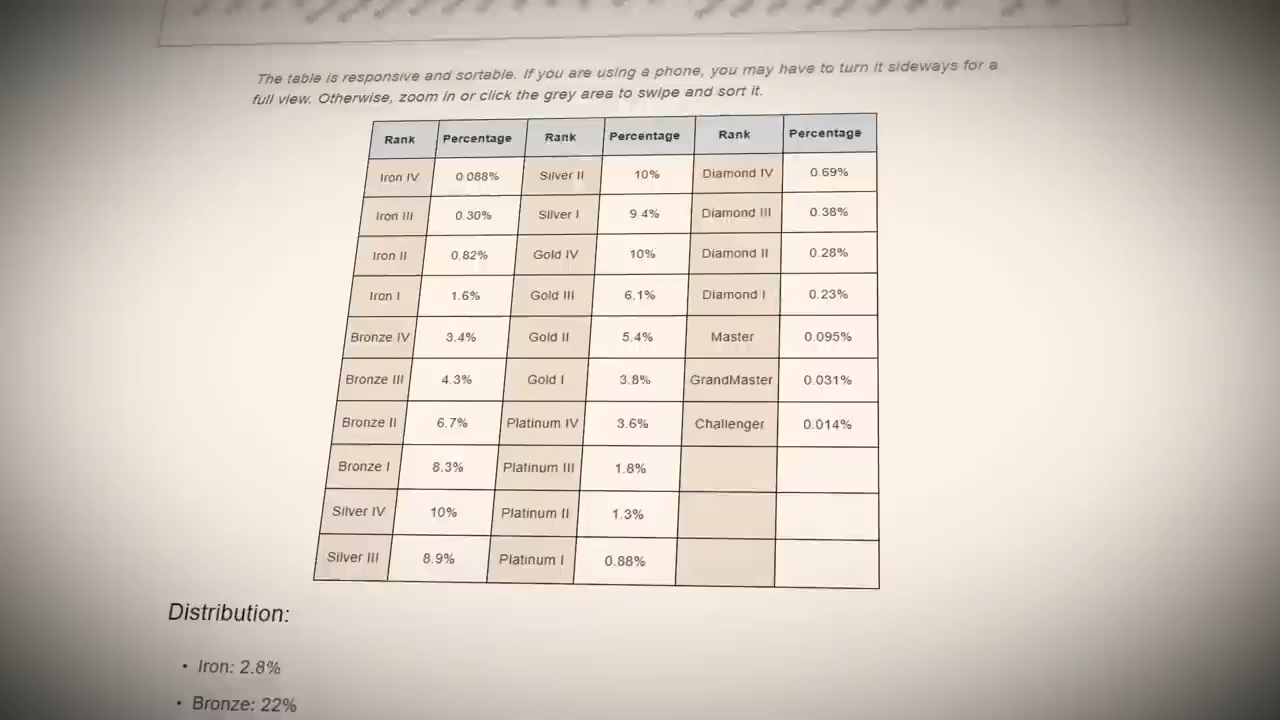 The table is responsive and sortable. If you are using a phone, you may have to turn it sideways for a
full view. Otherwise, zoom in or click the grey area to swipe and sort it.
Rank Percentage Rank Percentage Rank Percentage
Iron IV 0.088% Silver II 10% Diamond IV 0.69%
Iron III 0.30% Silver I 9.4% Diamond III 0.38%
Iron II 0.82% Gold IV 10% Diamond II 0.28%
Iron I 1.6% Gold III 6.1% Diamond I 0.23%
Bronze IV 3.4% Gold II 5.4% Master 0.095%
Bronze III 4.3% Gold I 3.8% GrandMaster 0.031%
Bronze II 6.7% Platinum IV 3.6% Challenger 0.014%
Bronze I 8.3% Platinum III 1.8%
Silver IV 10% Platinum II 1.3%
Silver III 8.9% Platinum I 0.88%
Distribution:
• Iron: 2.8%
• Bronze: 22%